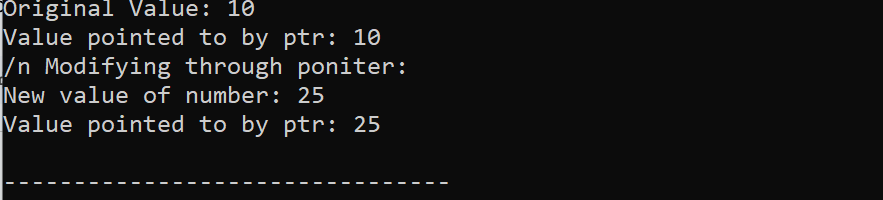 Original Value: 10
Value pointed to by ptr: 10
/n Modifying through poniter:
New value of number: 25
Value pointed to by ptr: 25
--------------------------------